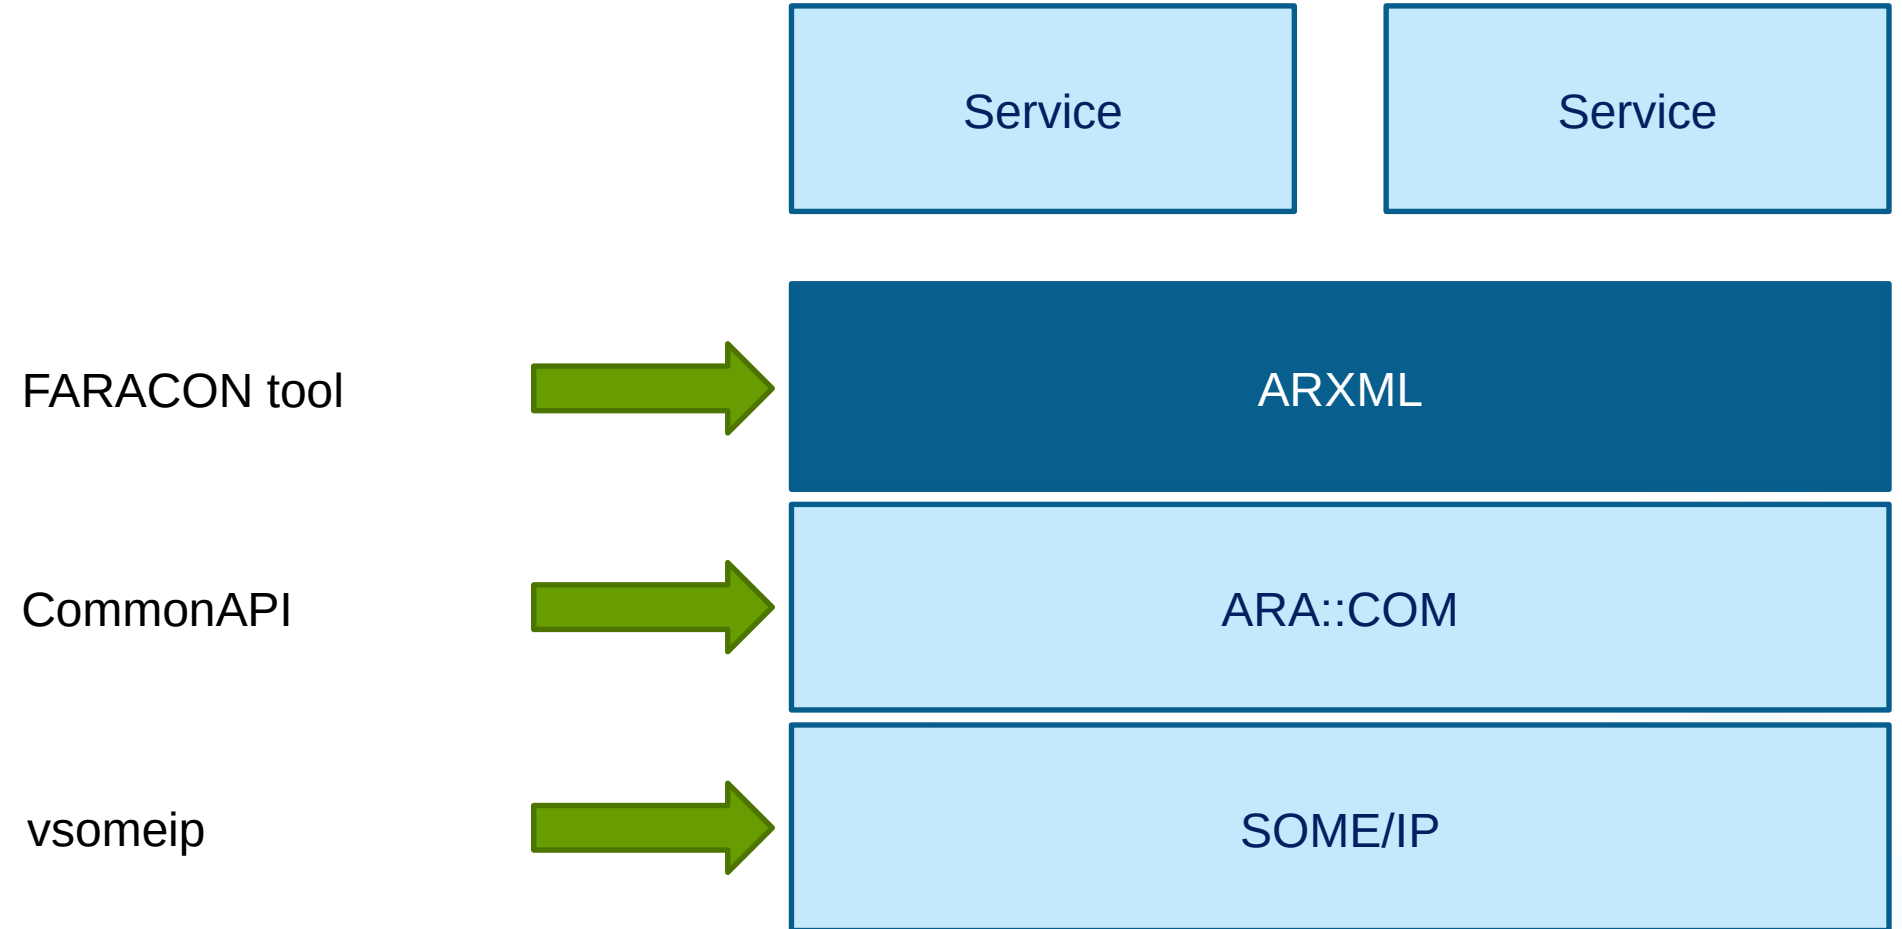 Service
Service
FARACON tool
ARXML
CommonAPI
ARA::COM
vsomeip
SOME/IP